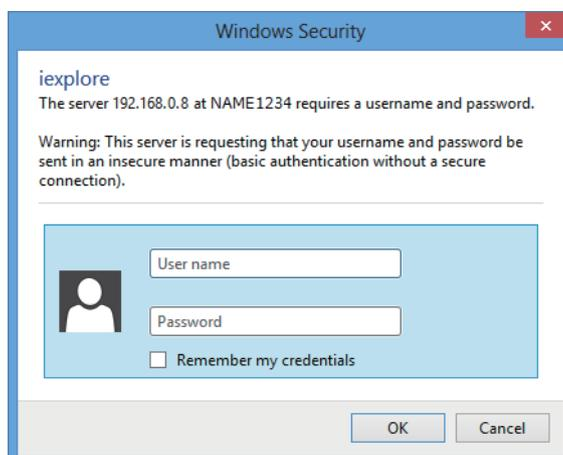 Windows Security
iexplore
The server 192.168.0.8 at NAME1234 requires a username and password.
Warning: This server is requesting that your username and password be
sent in an insecure manner (basic authentication without a secure
connection).
User name
Password
Remember my credentials
OK
Cancel